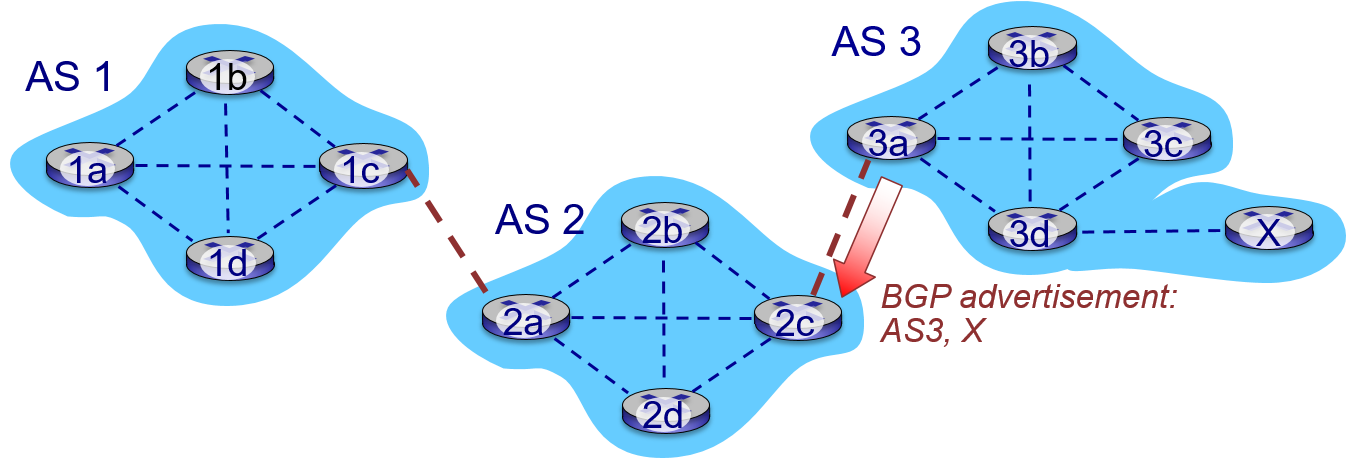 AS 1
1b
1a
1c
1d
AS 2
2b
2a
2c
2d
AS 3
3b
3a
3c
3d
X
BGP advertisement:
AS3, X